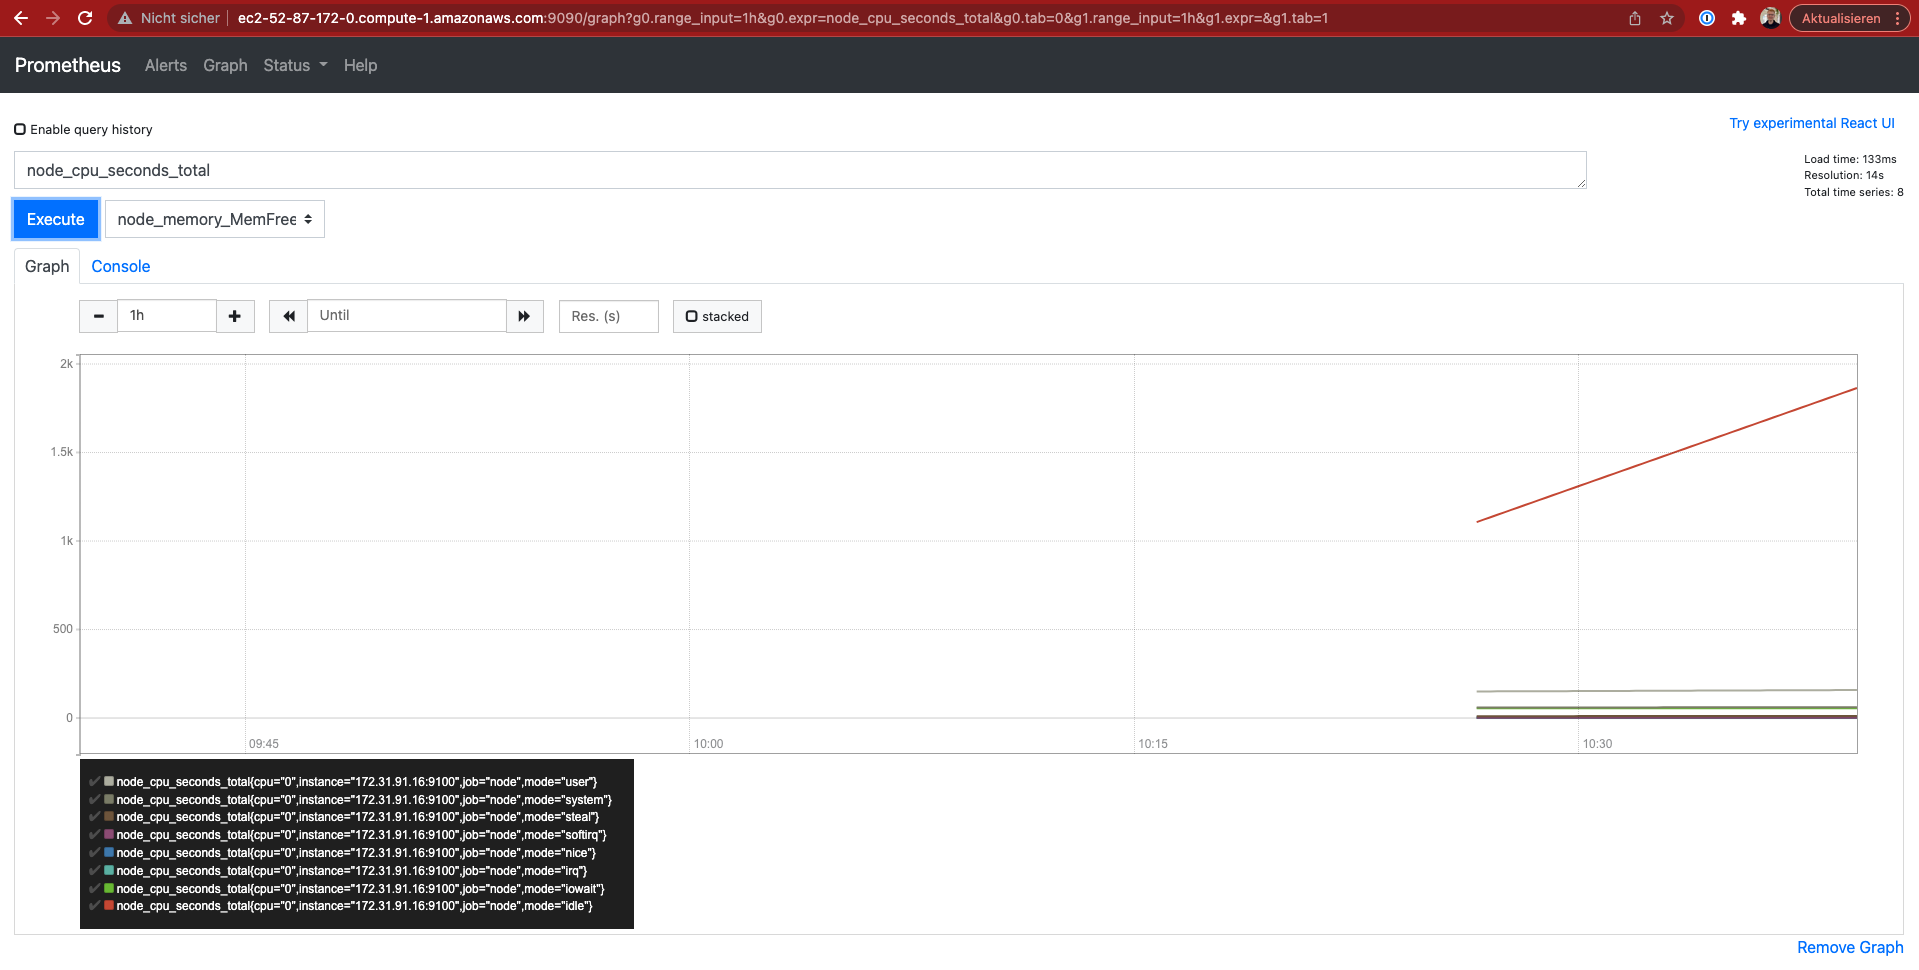 Nicht sicher ec2-52-87-172-0.compute-1.amazonaws.com:9090/graph?g0.range_input=1h&g0.expr=node_cpu_seconds_total&g0.tab=0&g1.range_input=1h&g1.expr=&g1.tab=1 Aktualisieren
Prometheus Alerts Graph Status Help
Enable query history
Try experimental React UI
node_cpu_seconds_total
Load time: 133ms
Resolution: 14s
Total time series: 8
Execute node_memory_MemFree
Graph Console
1h Until Res. (s) stacked
2k
1.5k
1k
500
0
09:45 10:00 10:15 10:30
node_cpu_seconds_total{cpu="0",instance="172.31.91.16:9100",job="node",mode="user"}
node_cpu_seconds_total{cpu="0",instance="172.31.91.16:9100",job="node",mode="system"}
node_cpu_seconds_total{cpu="0",instance="172.31.91.16:9100",job="node",mode="steal"}
node_cpu_seconds_total{cpu="0",instance="172.31.91.16:9100",job="node",mode="softirq"}
node_cpu_seconds_total{cpu="0",instance="172.31.91.16:9100",job="node",mode="nice"}
node_cpu_seconds_total{cpu="0",instance="172.31.91.16:9100",job="node",mode="irq"}
node_cpu_seconds_total{cpu="0",instance="172.31.91.16:9100",job="node",mode="iowait"}
node_cpu_seconds_total{cpu="0",instance="172.31.91.16:9100",job="node",mode="idle"}
Remove Graph